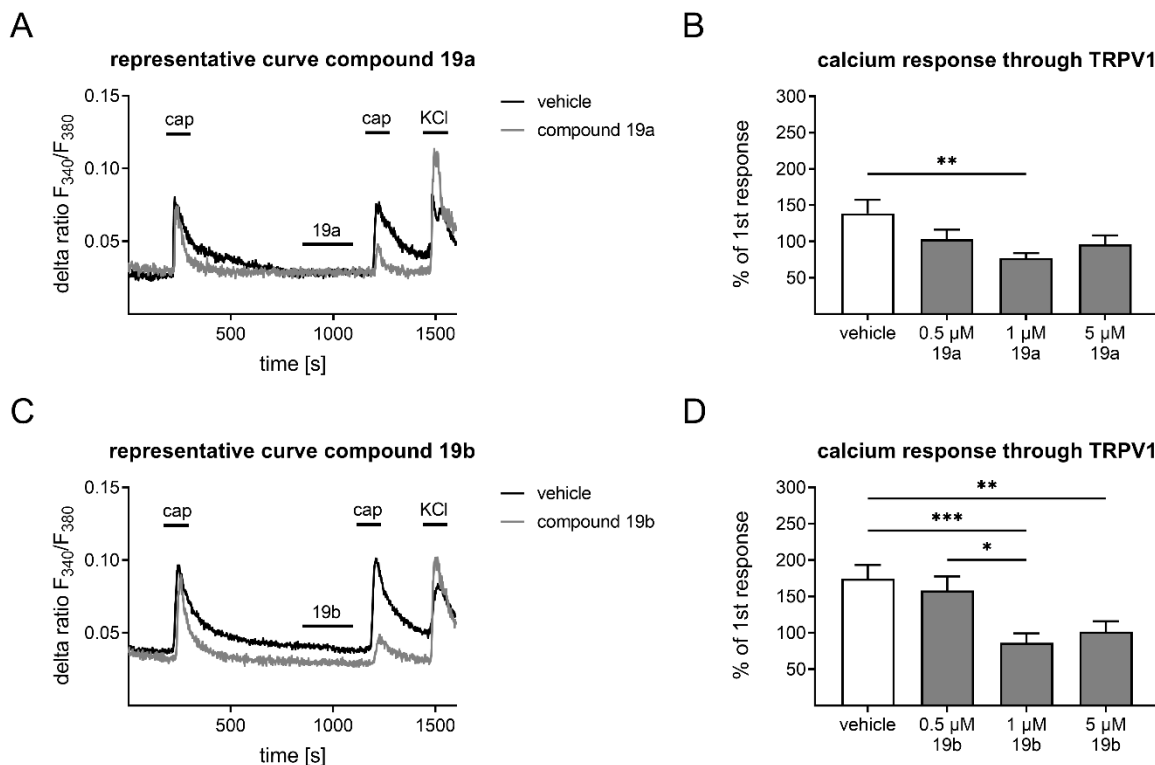 A
representative curve compound 19a
0.15
0.10
0.05
delta ratio F340/F380
cap
19a
cap
KCl
500
1000
1500
time [s]
vehicle
compound 19a
B
calcium response through TRPV1
300
250
200
150
100
50
% of 1st response
**
vehicle
0.5 µM
19a
1 µM
19a
5 µM
19a
C
representative curve compound 19b
0.15
0.10
0.05
delta ratio F340/F380
cap
19b
cap
KCl
500
1000
1500
time [s]
vehicle
compound 19b
D
calcium response through TRPV1
300
250
200
150
100
50
% of 1st response
**
***
*
vehicle
0.5 µM
19b
1 µM
19b
5 µM
19b